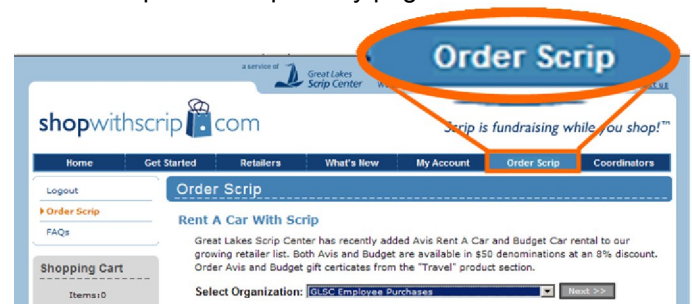 Order Scrip
a service of
Great Lakes
Scrip Center
shopwithscrip com
Scrip is fundraising while you shop!™
Home Get Started Retailers What's New My Account Order Scrip Coordinators
Logout
Order Scrip
FAQs
Shopping Cart
Items:0
Order Scrip
Rent A Car With Scrip
Great Lakes Scrip Center has recently added Avis Rent A Car and Budget Car rental to our
growing retailer list. Both Avis and Budget are available in $50 denominations at an 8% discount.
Order Avis and Budget gift certicates from the "Travel" product
section.
Select Organization: GLSC Employee Purchases Next >>